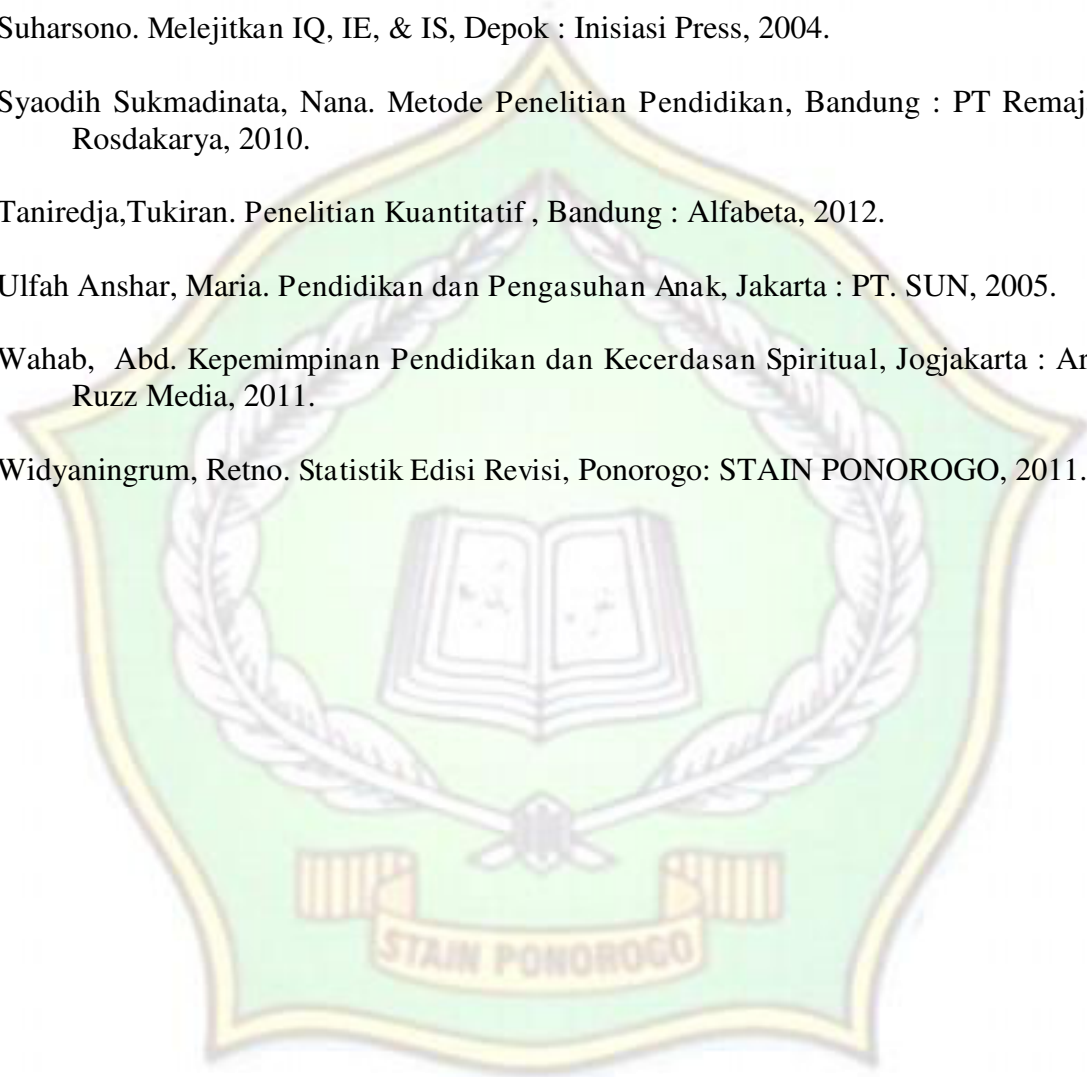 Suharsono. Melejitkan IQ, IE, & IS, Depok : Inisiasi Press, 2004.
Syaodih Sukmadinata, Nana. Metode Penelitian Pendidikan, Bandung : PT Remaj
Rosdakarya, 2010.
Taniredja,Tukiran. Penelitian Kuantitatif , Bandung : Alfabeta, 2012.
Ulfah Anshar, Maria. Pendidikan dan Pengasuhan Anak, Jakarta : PT. SUN, 2005.
Wahab, Abd. Kepemimpinan Pendidikan dan Kecerdasan Spiritual, Jogjakarta : Ar
Ruzz Media, 2011.
Widyaningrum, Retno. Statistik Edisi Revisi, Ponorogo: STAIN PONOROGO, 2011.
STAIN PONOROGO